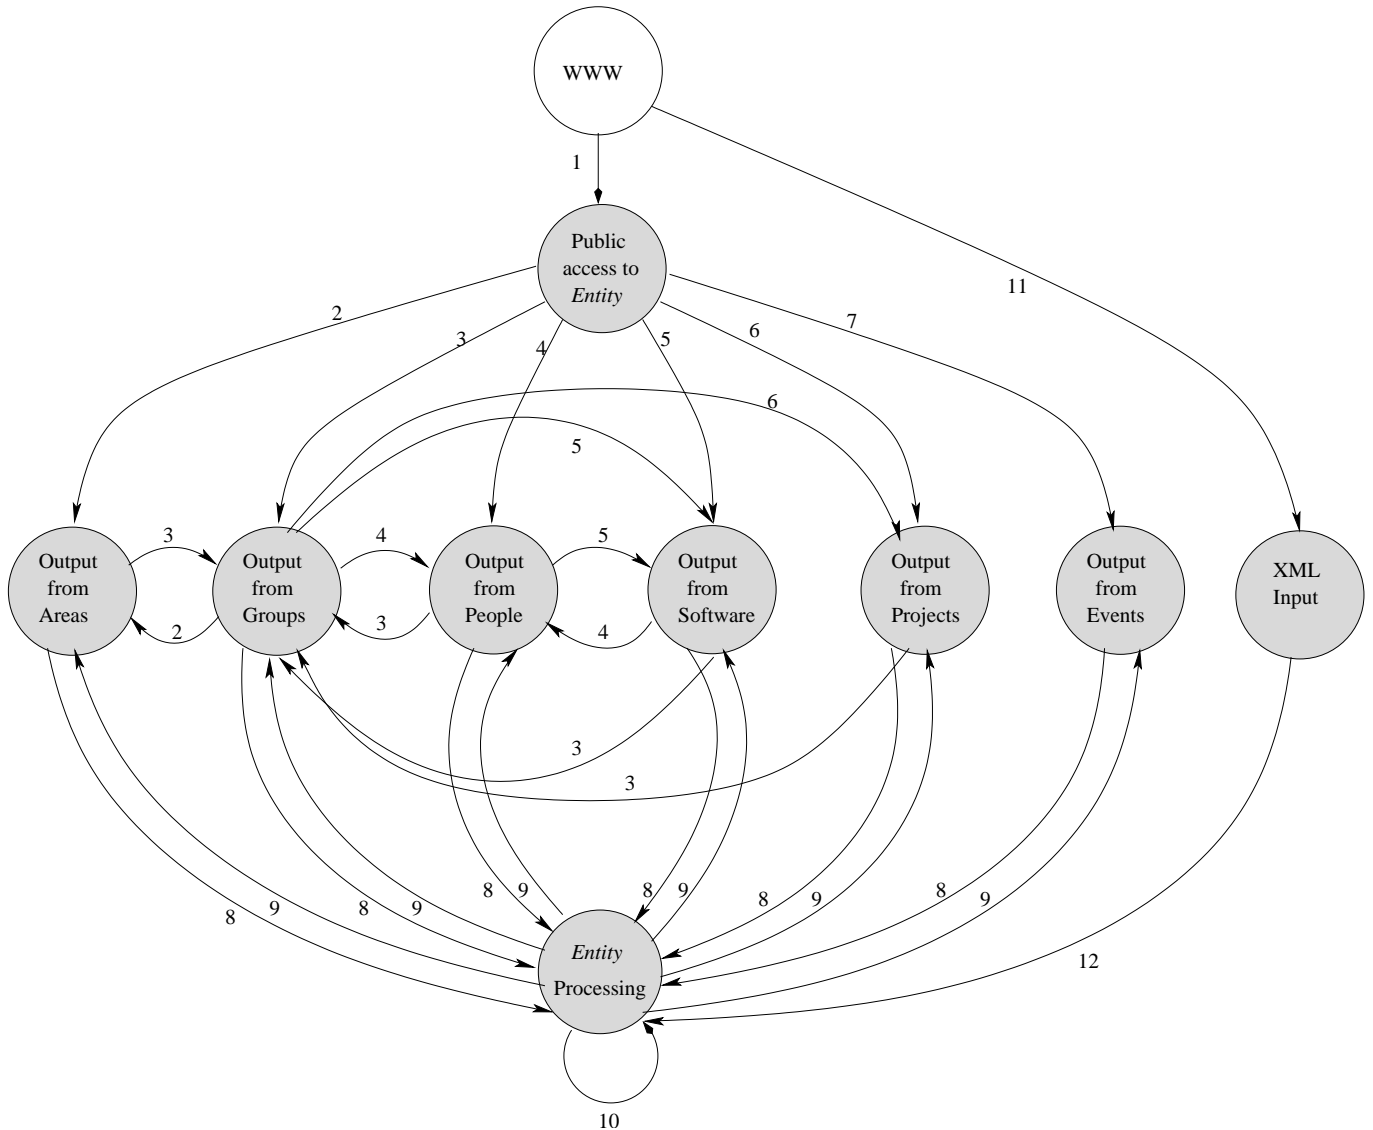 WWW
1
Public
access to
Entity
11
2
3
4
5
6
7
6
5
Output
from
Areas
3
2
Output
from
Groups
4
3
Output
from
People
5
4
Output
from
Software
Output
from
Projects
Output
from
Events
XML
Input
3
3
8
9
8
9
8
9
8
9
8
9
8
9
12
Entity
Processing
10